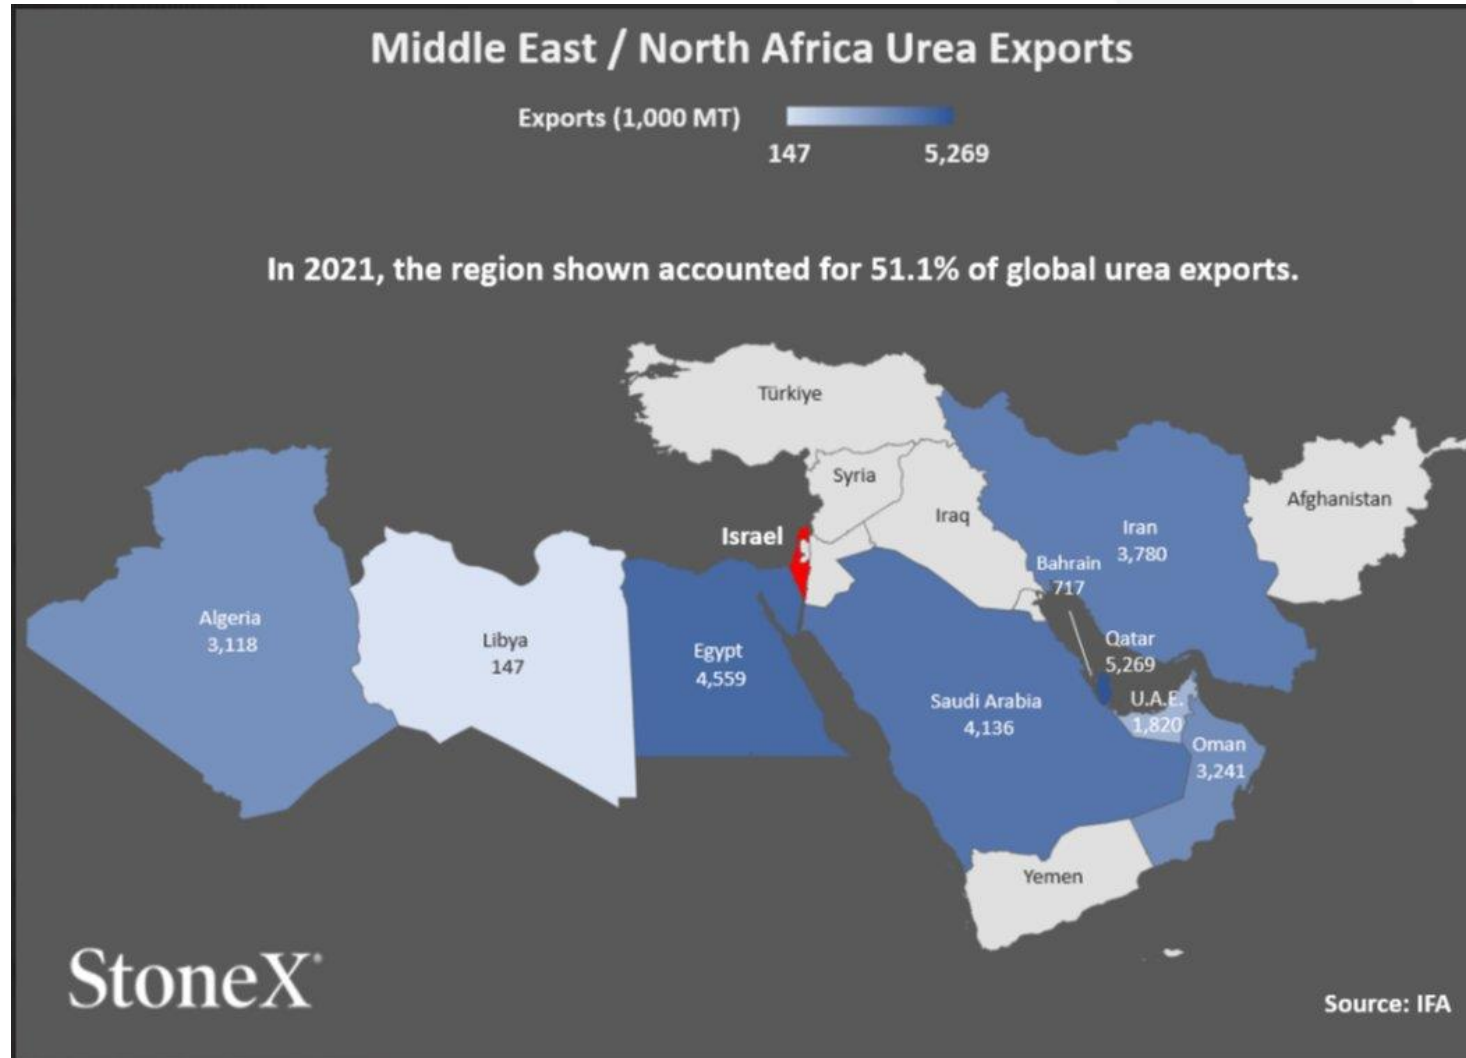 Middle East / North Africa Urea Exports
Exports (1,000 MT)
147
5,269
In 2021, the region shown accounted for 51.1% of global urea exports.
Türkiye
Syria
Iraq
Afghanistan
Israel
Iran
3,780
Bahrain
717
Algeria
3,118
Libya
147
Egypt
4,559
Qatar
5,269
Saudi Arabia
4,136
U.A.E.
1,820
Oman
3,241
Yemen
StoneX®
Source: IFA